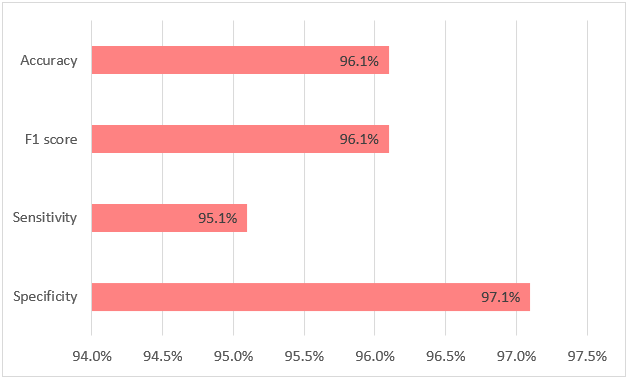 Accuracy
96.1%
F1 score
96.1%
Sensitivity
95.1%
Specificity
97.1%
94.0% 94.5% 95.0% 95.5% 96.0% 96.5% 97.0% 97.5%